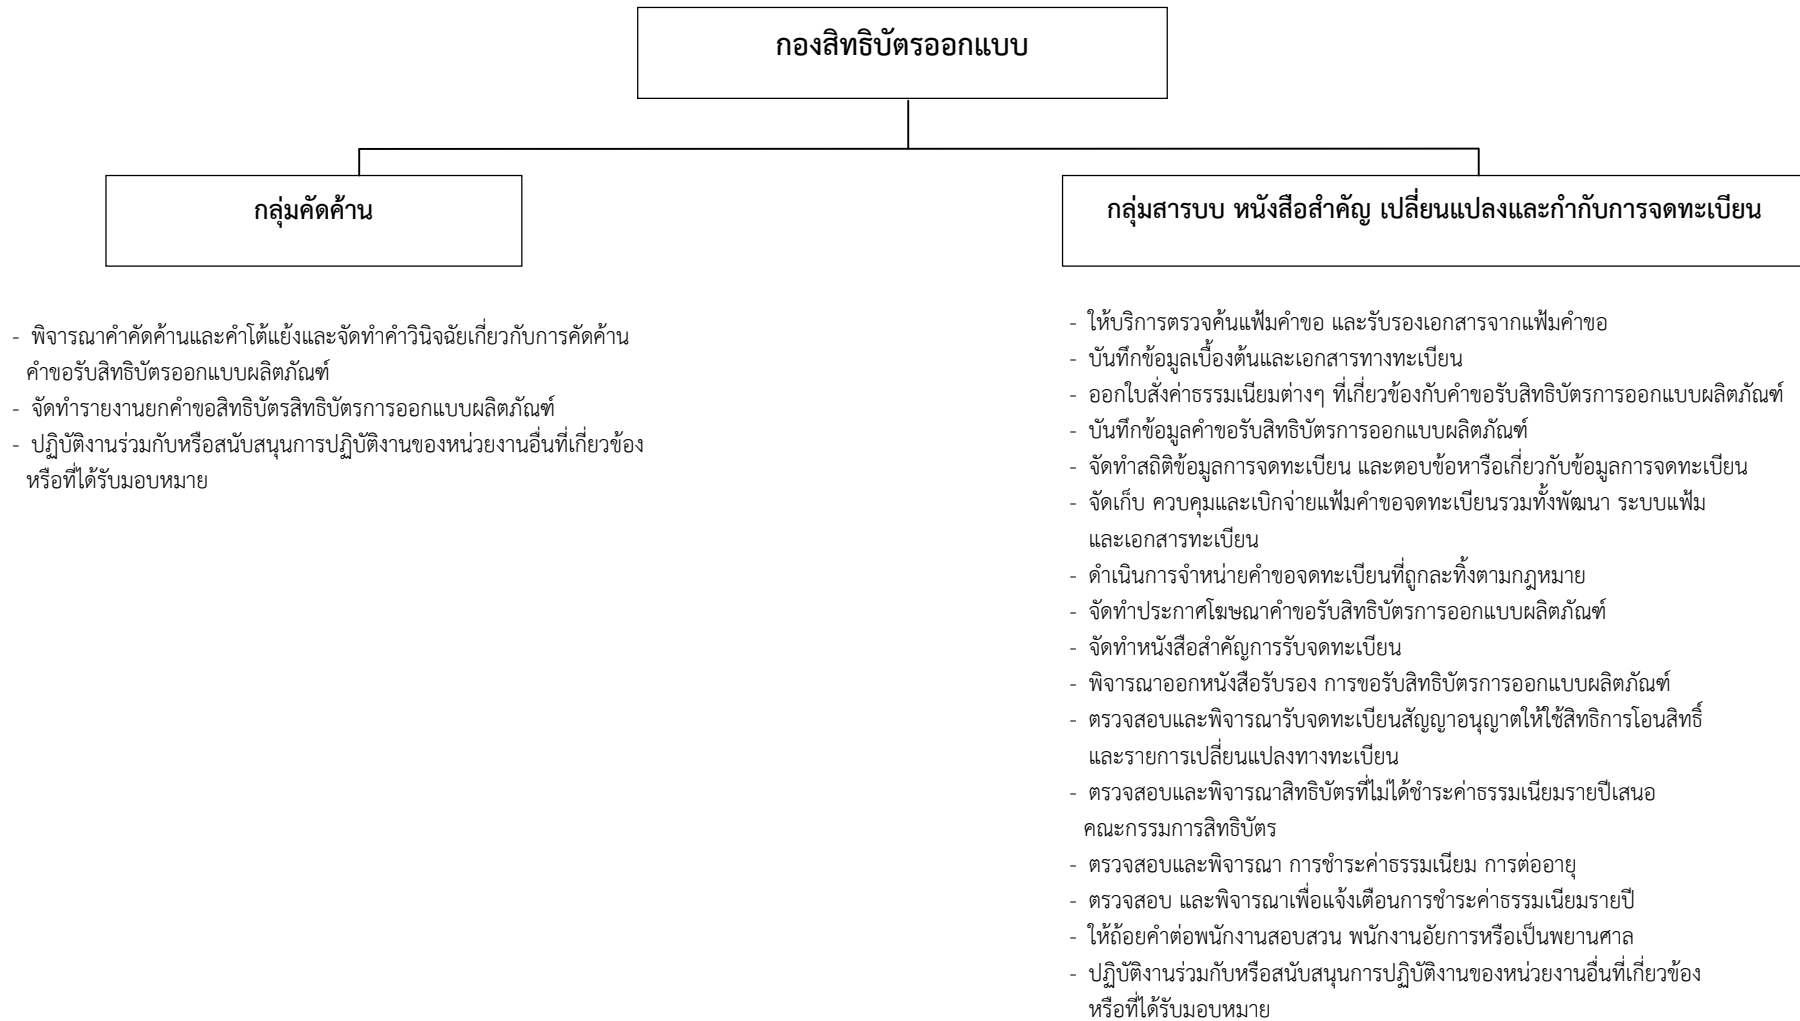 กองสิทธิบัตรออกแบบ
กลุ่มคัดค้าน
- พิจารณาคำคัดค้านและคำโต้แย้งและจัดทำคำวินิจฉัยเกี่ยวกับการคัดค้าน
คำขอรับสิทธิบัตรออกแบบผลิตภัณฑ์
- จัดทำรายงานยกคำขอสิทธิบัตรสิทธิบัตรการออกแบบผลิตภัณฑ์
- ปฏิบัติงานร่วมกับหรือสนับสนุนการปฏิบัติงานของหน่วยงานอื่นที่เกี่ยวข้อง
หรือที่ได้รับมอบหมาย
กลุ่มสารบบ หนังสือสำคัญ เปลี่ยนแปลงและกำกับการจดทะเบียน
- ให้บริการตรวจค้นแฟ้มคำขอ และรับรองเอกสารจากแฟ้มคำขอ
- บันทึกข้อมูลเบื้องต้นและเอกสารทางทะเบียน
- ออกใบสั่งค่าธรรมเนียมต่างๆ ที่เกี่ยวข้องกับคำขอรับสิทธิบัตรการออกแบบผลิตภัณฑ์
- บันทึกข้อมูลคำขอรับสิทธิบัตรการออกแบบผลิตภัณฑ์
- จัดทำสถิติข้อมูลการจดทะเบียน และตอบข้อหารือเกี่ยวกับข้อมูลการจดทะเบียน
- จัดเก็บ ควบคุมและเบิกจ่ายแฟ้มคำขอจดทะเบียนรวมทั้งพัฒนา ระบบแฟ้ม
และเอกสารทะเบียน
- ดำเนินการจำหน่ายคำขอจดทะเบียนที่ถูกละทิ้งตามกฎหมาย
- จัดทำประกาศโฆษณาคำขอรับสิทธิบัตรการออกแบบผลิตภัณฑ์
- จัดทำหนังสือสำคัญการรับจดทะเบียน
- พิจารณาออกหนังสือรับรอง การขอรับสิทธิบัตรการออกแบบผลิตภัณฑ์
- ตรวจสอบและพิจารณารับจดทะเบียนสัญญาอนุญาตให้ใช้สิทธิการโอนสิทธิ์
และรายการเปลี่ยนแปลงทางทะเบียน
- ตรวจสอบและพิจารณาสิทธิบัตรที่ไม่ได้ชำระค่าธรรมเนียมรายปีเสนอ
คณะกรรมการสิทธิบัตร
- ตรวจสอบและพิจารณา การชำระค่าธรรมเนียม การต่ออายุ
- ตรวจสอบ และพิจารณาเพื่อแจ้งเตือนการชำระค่าธรรมเนียมรายปี
- ให้ถ้อยคำต่อพนักงานสอบสวน พนักงานอัยการหรือเป็นพยานศาล
- ปฏิบัติงานร่วมกับหรือสนับสนุนการปฏิบัติงานของหน่วยงานอื่นที่เกี่ยวข้อง
หรือที่ได้รับมอบหมาย